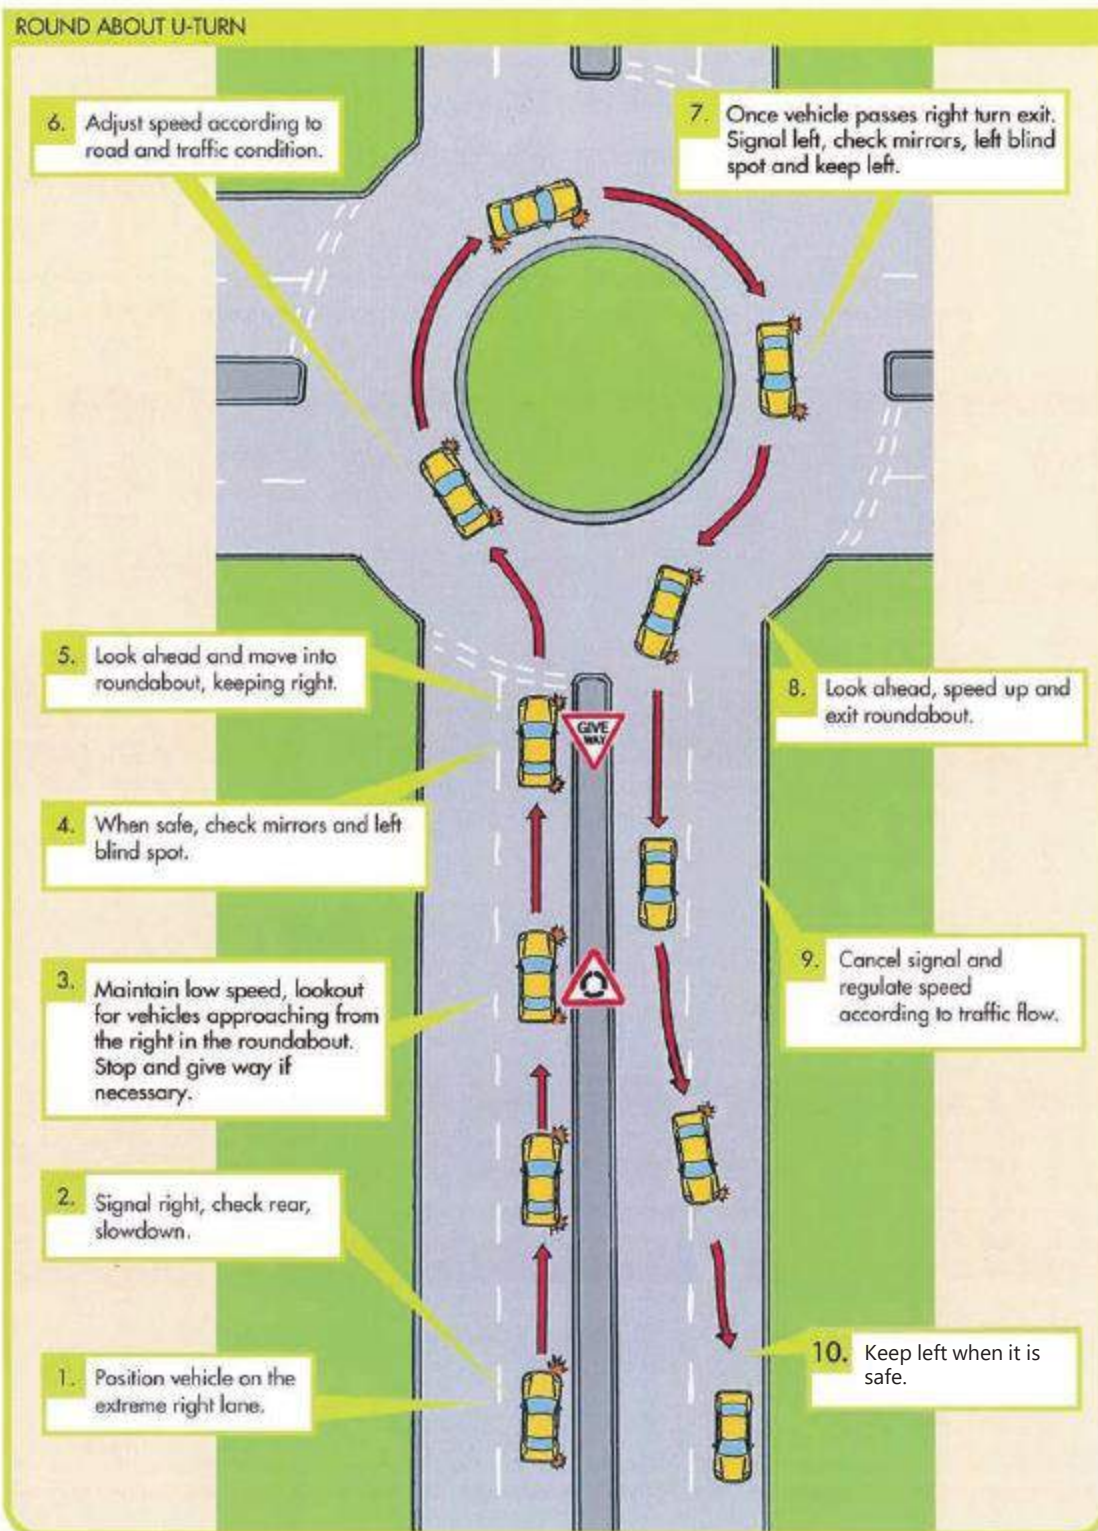 ROUND ABOUT U-TURN
6. Adjust speed according to
road and traffic condition.
7. Once vehicle passes right turn exit.
Signal left, check mirrors, left blind
spot and keep left.
5. Look ahead and move into
roundabout, keeping right.
8. Look ahead, speed up and
exit roundabout.
GIVE
WAY
4. When safe, check mirrors and left
blind spot.
3. Maintain low speed, lookout
for vehicles approaching from
the right in the roundabout.
Stop and give way if
necessary.
9. Cancel signal and
regulate speed
according to traffic flow.
2. Signal right, check rear,
slowdown.
1. Position vehicle on the
extreme right lane.
10. Keep left when it is
safe.